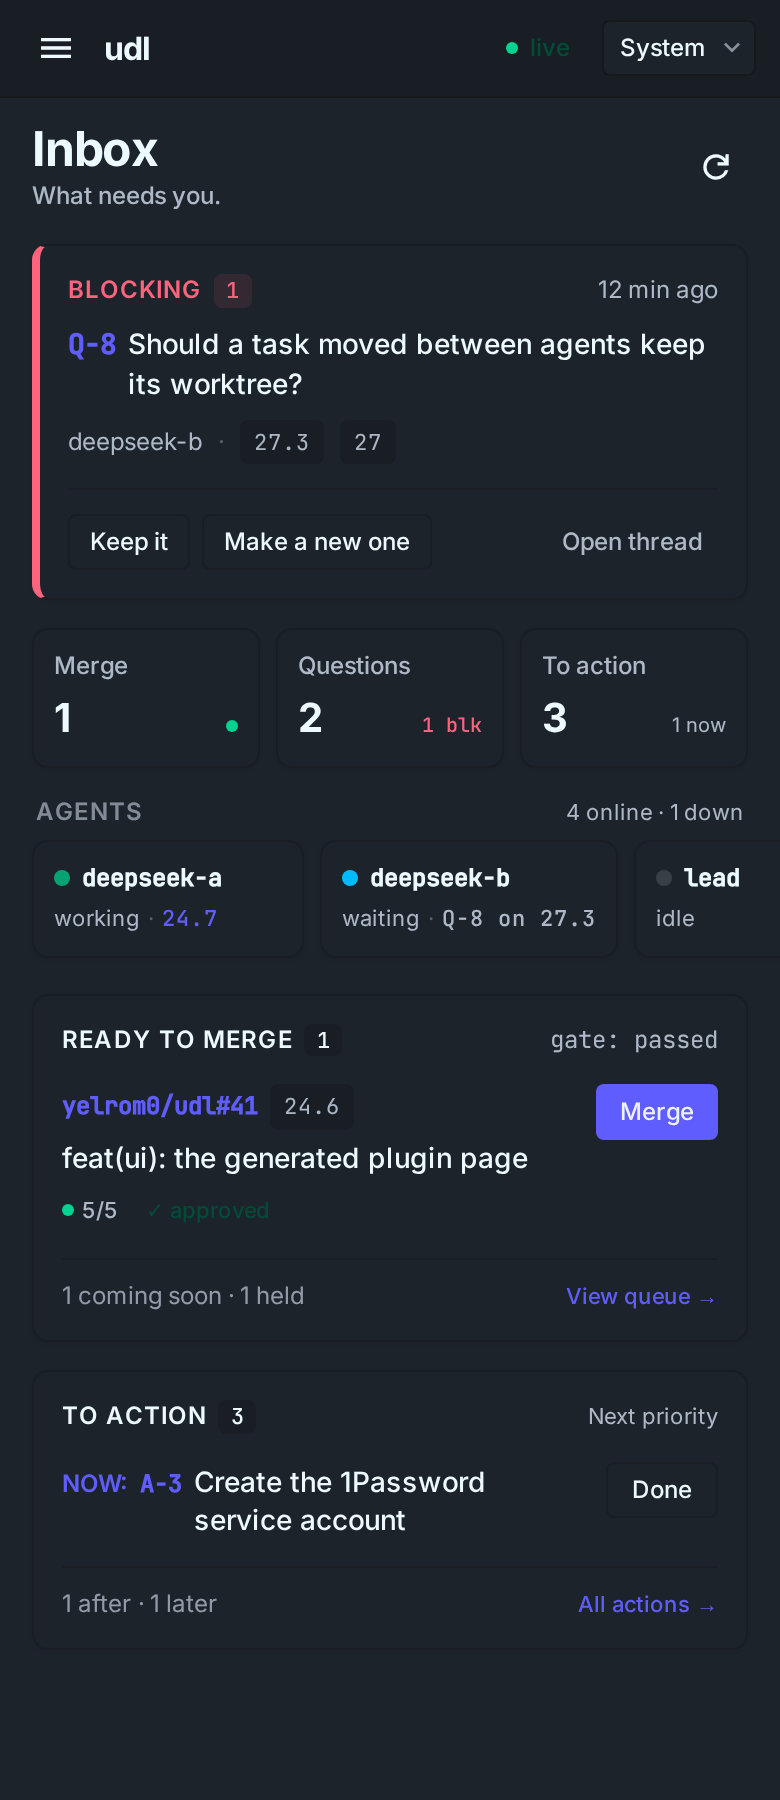 udl
live
System
Inbox
What needs you.
BLOCKING 1
12 min ago
Q-8 Should a task moved between agents keep
its worktree?
deepseek-b · 27.3 27
Keep it
Make a new one
Open thread
Merge
1
Questions
2
1 blk
To action
3
1 now
AGENTS
4 online · 1 down
deepseek-a
working · 24.7
deepseek-b
waiting · Q-8 on 27.3
lead
idle
READY TO MERGE 1
gate: passed
yelrom0/udl#41 24.6
Merge
feat(ui): the generated plugin page
5/5 ✓ approved
1 coming soon · 1 held
View queue →
TO ACTION 3
Next priority
NOW: A-3 Create the 1Password
service account
Done
1 after · 1 later
All actions →